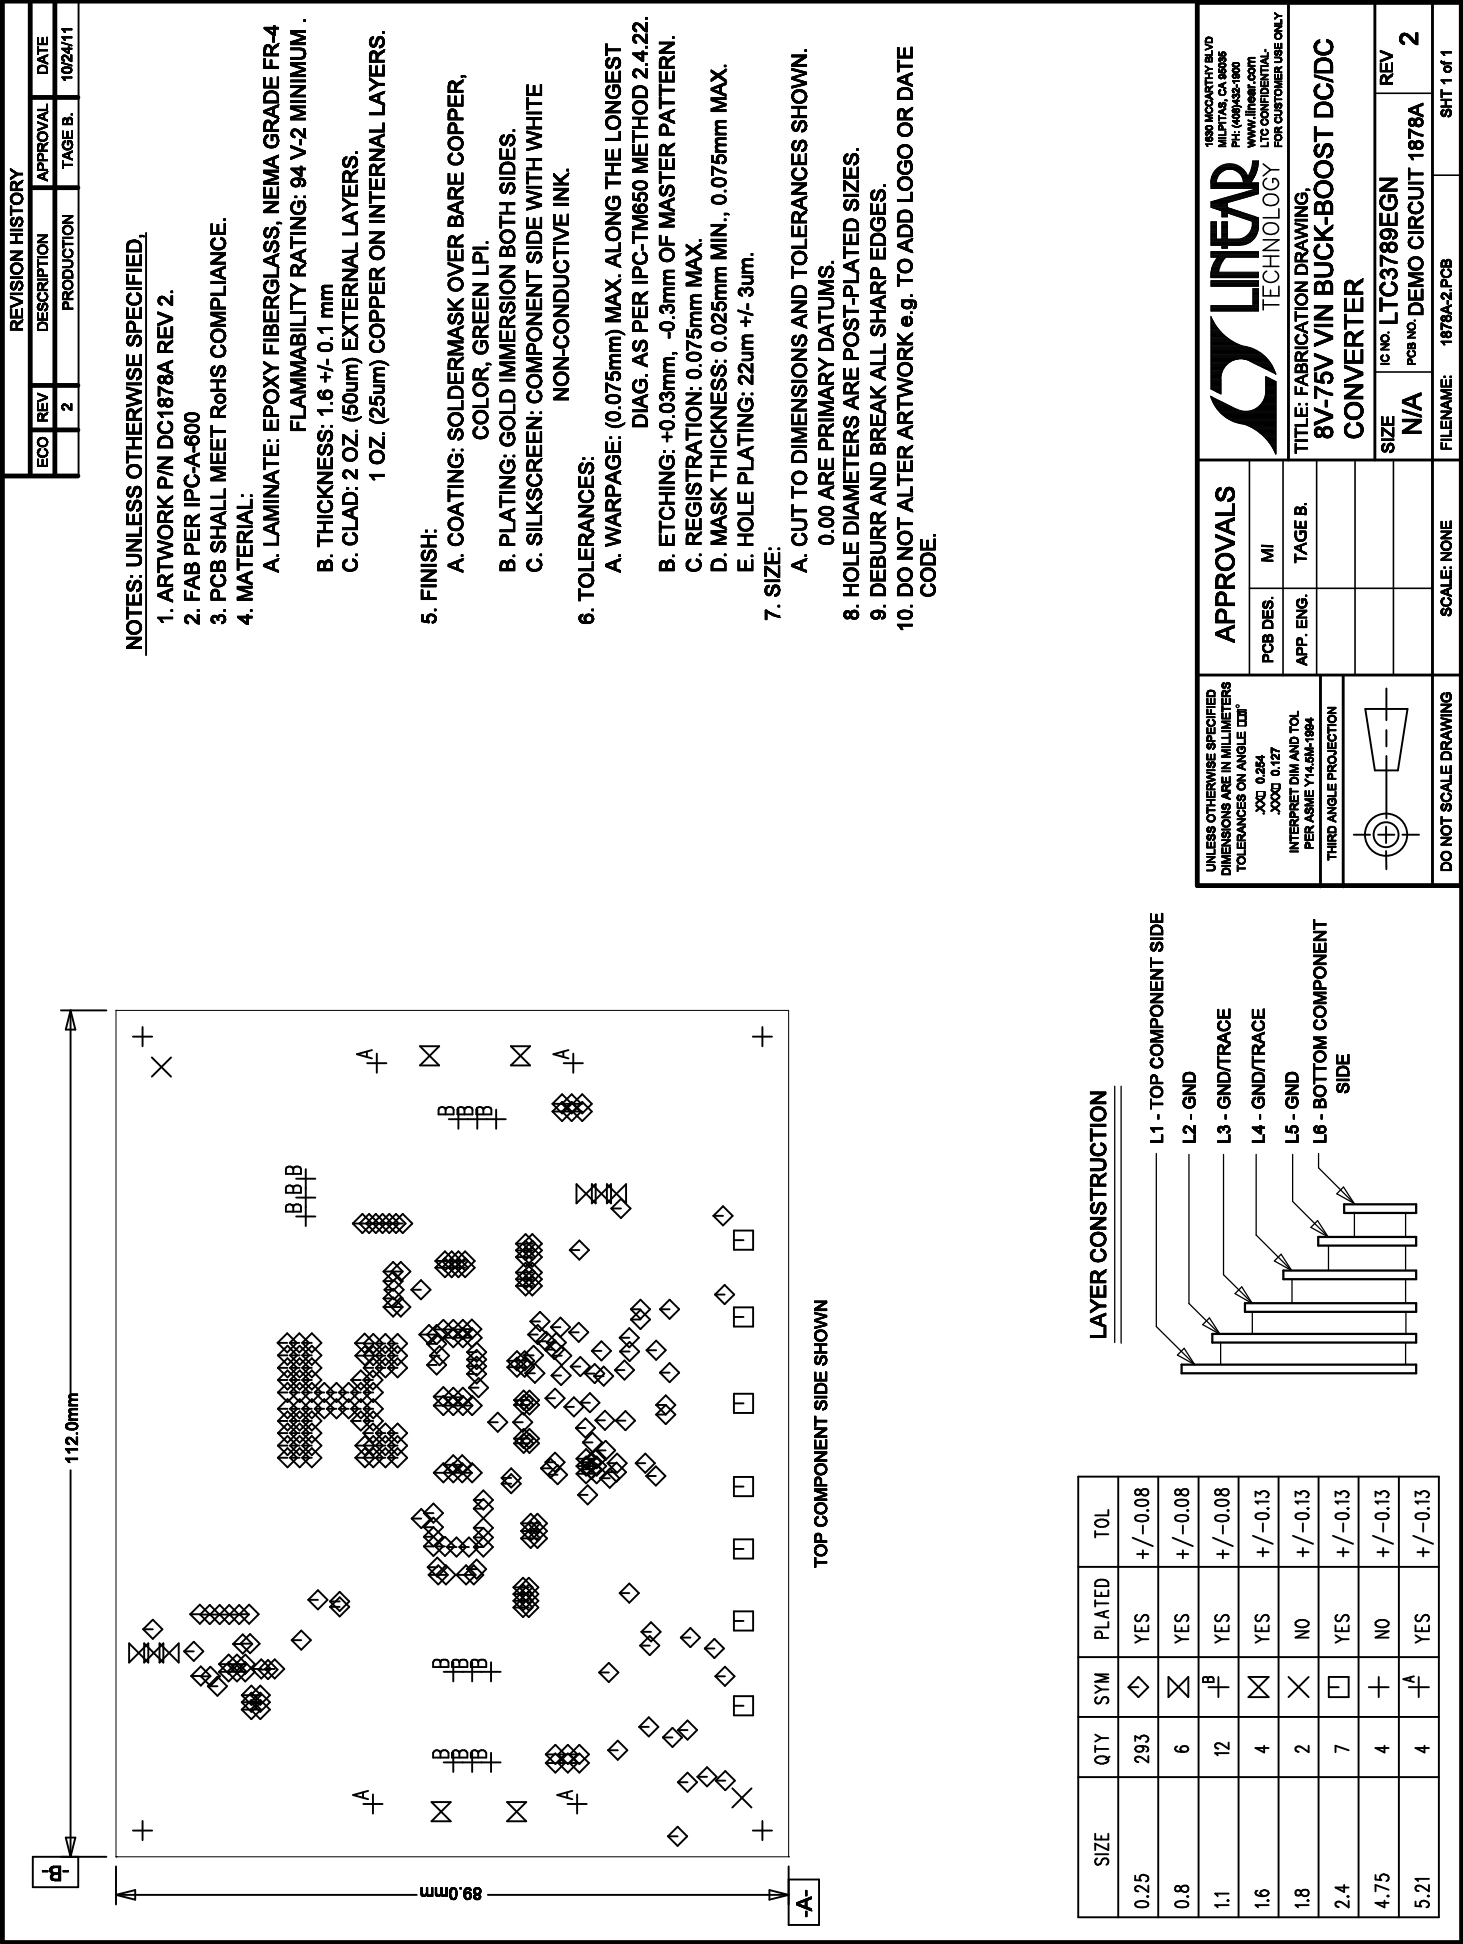 REVISION HISTORY
ECO REV DESCRIPTION APPROVAL DATE
2 PRODUCTION TAGE B. 10/24/11
NOTES: UNLESS OTHERWISE SPECIFIED,
1. ARTWORK P/N DC1878A REV 2.
2. FAB PER IPC-A-600
3. PCB SHALL MEET RoHS COMPLIANCE.
4. MATERIAL:
A. LAMINATE: EPOXY FIBERGLASS, NEMA GRADE FR-4
FLAMMABILITY RATING: 94 V-2 MINIMUM .
B. THICKNESS: 1.6 +/- 0.1 mm
C. CLAD: 2 OZ. (50um) EXTERNAL LAYERS.
1 OZ. (25um) COPPER ON INTERNAL LAYERS.
5. FINISH:
A. COATING: SOLDERMASK OVER BARE COPPER,
COLOR, GREEN LPI.
B. PLATING: GOLD IMMERSION BOTH SIDES.
C. SILKSCREEN: COMPONENT SIDE WITH WHITE
NON-CONDUCTIVE INK.
6. TOLERANCES:
A. WARPAGE: (0.075mm) MAX. ALONG THE LONGEST
DIAG. AS PER IPC-TM650 METHOD 2.4.22.
B. ETCHING: +0.03mm, -0.3mm OF MASTER PATTERN.
C. REGISTRATION: 0.075mm MAX.
D. MASK THICKNESS: 0.025mm MIN., 0.075mm MAX.
E. HOLE PLATING: 22um +/- 3um.
7. SIZE:
A. CUT TO DIMENSIONS AND TOLERANCES SHOWN.
0.00 ARE PRIMARY DATUMS.
8. HOLE DIAMETERS ARE POST-PLATED SIZES.
9. DEBURR AND BREAK ALL SHARP EDGES.
10. DO NOT ALTER ARTWORK e.g. TO ADD LOGO OR DATE
CODE.
-B-
112.0mm
89.0mm
-A-
A
A
B B B
B B B
B B B
B B B
A
A
TOP COMPONENT SIDE SHOWN
SIZE QTY SYM PLATED TOL
0.25 293 YES +/-0.08
0.8 6 YES +/-0.08
1.1 12 B YES +/-0.08
1.6 4 YES +/-0.13
1.8 2 NO +/-0.13
2.4 7 YES +/-0.13
4.75 4 NO +/-0.13
5.21 4 A YES +/-0.13
LAYER CONSTRUCTION
L1 - TOP COMPONENT SIDE
L2 - GND
L3 - GND/TRACE
L4 - GND/TRACE
L5 - GND
L6 - BOTTOM COMPONENT
SIDE
UNLESS OTHERWISE SPECIFIED
DIMENSIONS ARE IN MILLIMETERS
TOLERANCES ON ANGLE
.XX 0.254
.XXX 0.127
INTERPRET DIM AND TOL
PER ASME Y14.5M-1994
THIRD ANGLE PROJECTION
DO NOT SCALE DRAWING
APPROVALS
PCB DES. MI
APP. ENG. TAGE B.
SCALE: NONE
LINEAR
TECHNOLOGY
1630 MCCARTHY BLVD
MILPITAS, CA 95035
PH: (408)432-1900
www.linear.com
LTC CONFIDENTIAL-
FOR CUSTOMER USE ONLY
TITLE: FABRICATION DRAWING,
8V-75V VIN BUCK-BOOST DC/DC
CONVERTER
SIZE
N/A
IC NO. LTC3789EGN
PCB NO. DEMO CIRCUIT 1878A
REV
2
FILENAME: 1878A-2.PCB
SHT 1 of 1